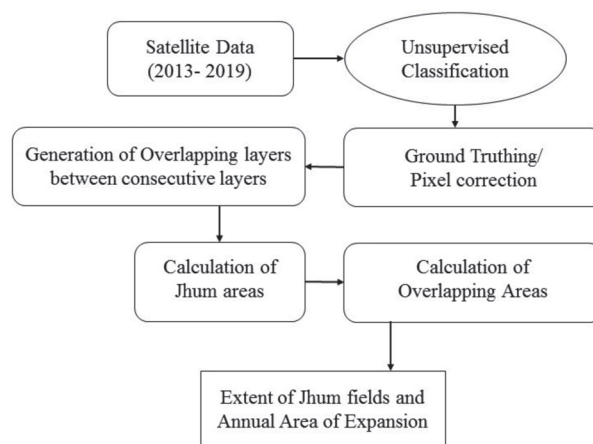 Satellite Data
(2013- 2019)
Unsupervised
Classification
Ground Truthing/
Pixel correction
Generation of Overlapping layers
between consecutive layers
Calculation of
Jhum areas
Calculation of
Overlapping Areas
Extent of Jhum fields and
Annual Area of Expansion